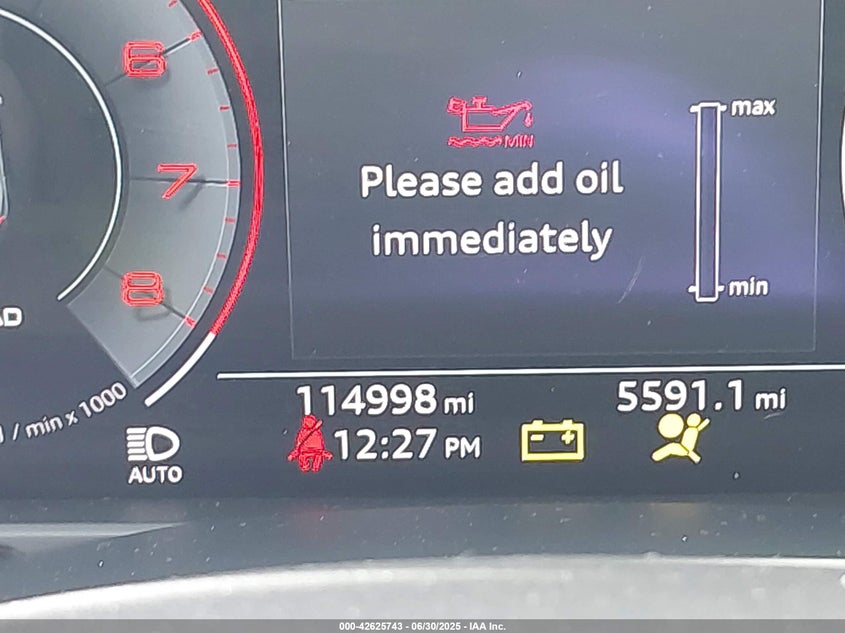 6
7
8
MIN
Please add oil
immediately
max
min
114998 mi
5591.1 mi
12:27 PM
/ min x 1000
AUTO
000-42625743 - 06/30/2025 - IAA Inc.